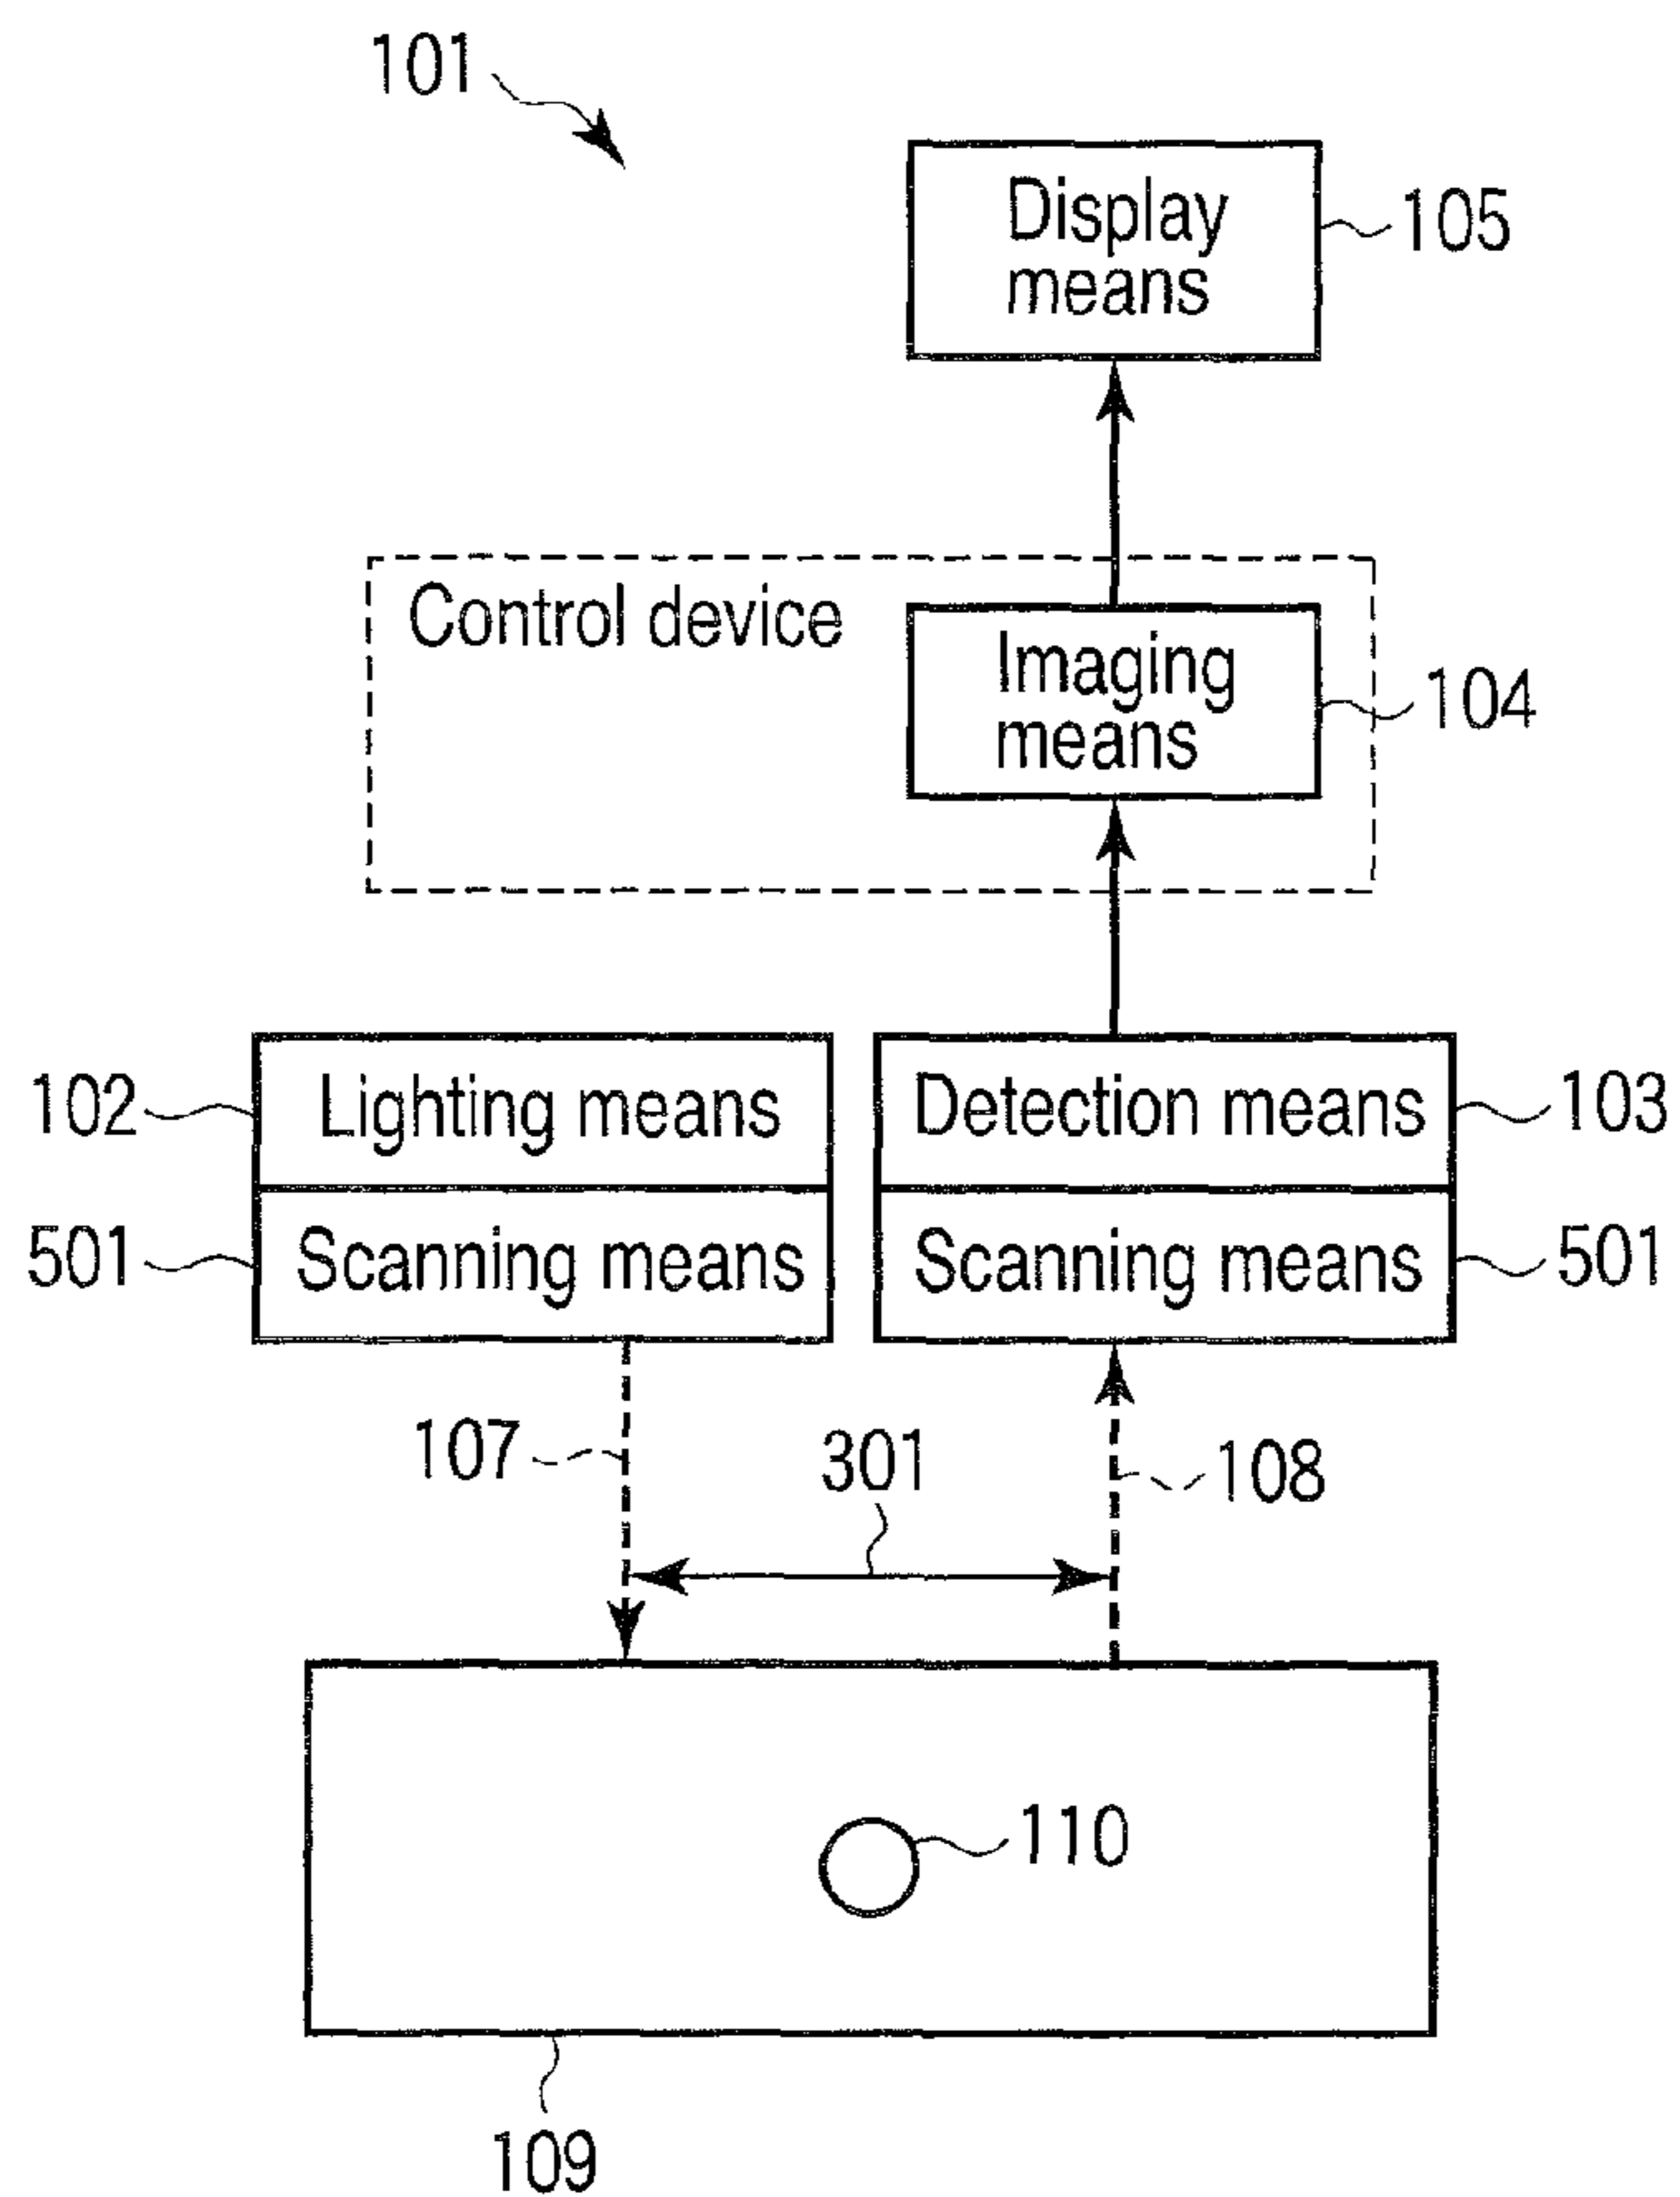 101
Display
means
105
Control device
Imaging
means
104
102
Lighting means
Detection means
103
501
Scanning means
Scanning means
501
107
301
108
110
109